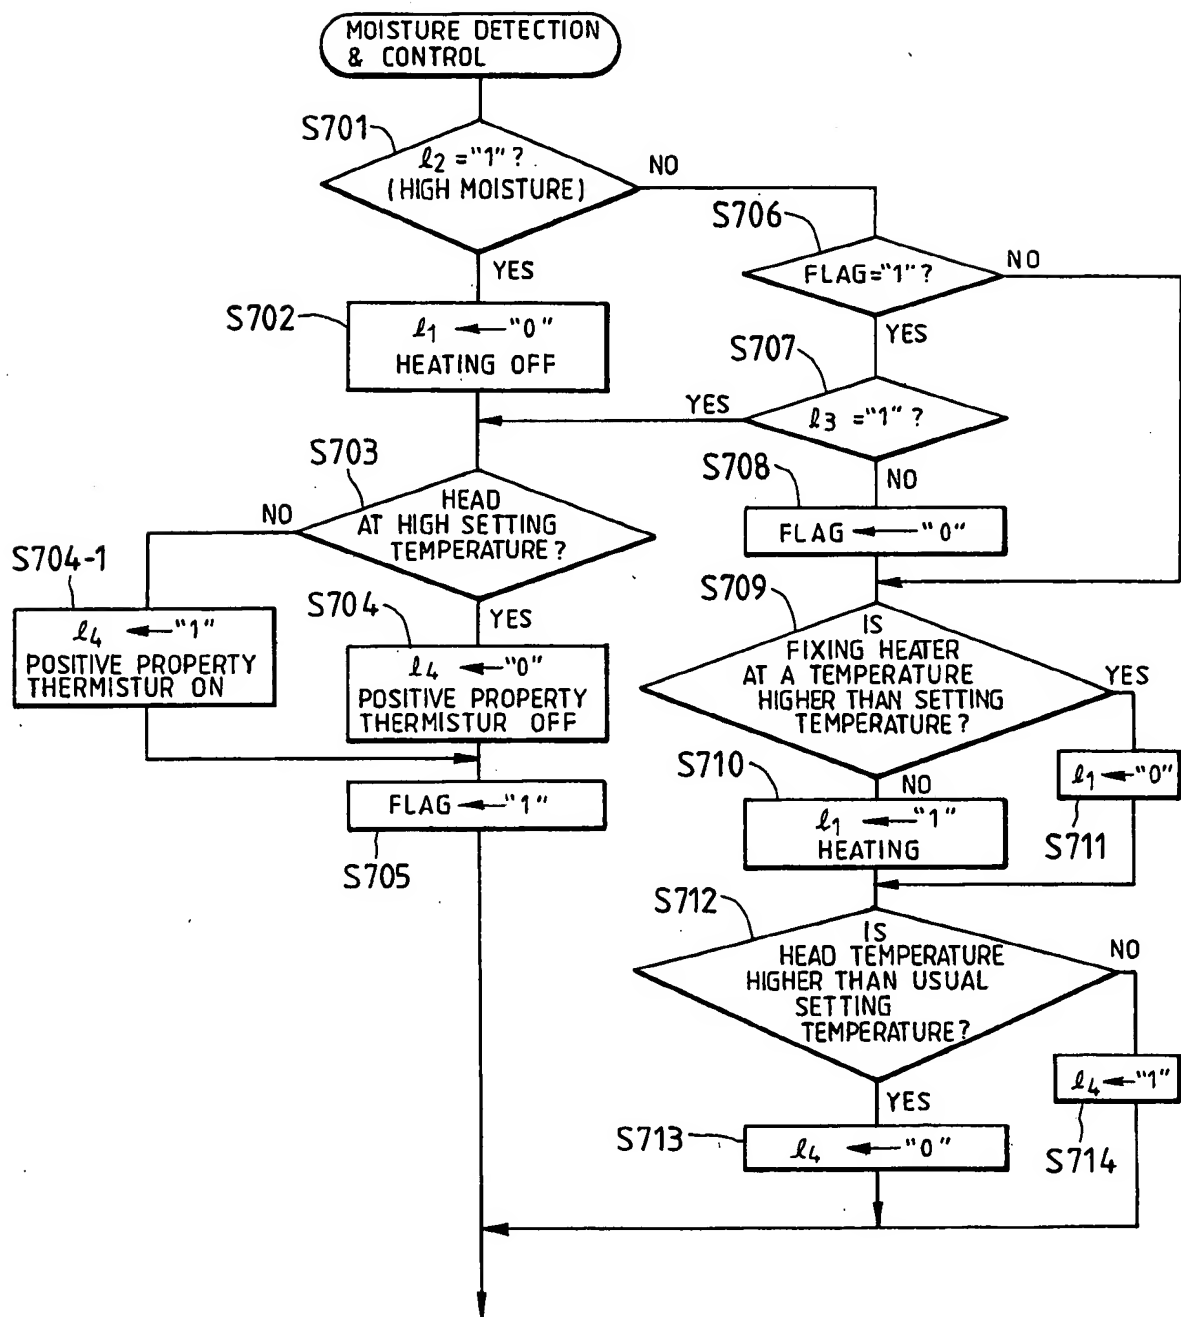 MOISTURE DETECTION
& CONTROL
S701
ℓ2 = "1" ?
(HIGH MOISTURE)
NO
YES
S706
FLAG="1" ?
NO
YES
S702
ℓ1 ← "0"
HEATING OFF
S707
ℓ3 = "1" ?
YES
NO
S703
HEAD
AT HIGH SETTING
TEMPERATURE?
NO
YES
S708
FLAG ← "0"
S704-1
ℓ4 ← "1"
POSITIVE PROPERTY
THERMISTUR ON
S704
ℓ4 ← "0"
POSITIVE PROPERTY
THERMISTUR OFF
S709
IS
FIXING HEATER
AT A TEMPERATURE
HIGHER THAN SETTING
TEMPERATURE?
YES
NO
S705
FLAG ← "1"
S710
ℓ1 ← "1"
HEATING
ℓ1 ← "0"
S711
S712
IS
HEAD TEMPERATURE
HIGHER THAN USUAL
SETTING
TEMPERATURE?
NO
YES
S713
ℓ4 ← "0"
ℓ4 ← "1"
S714